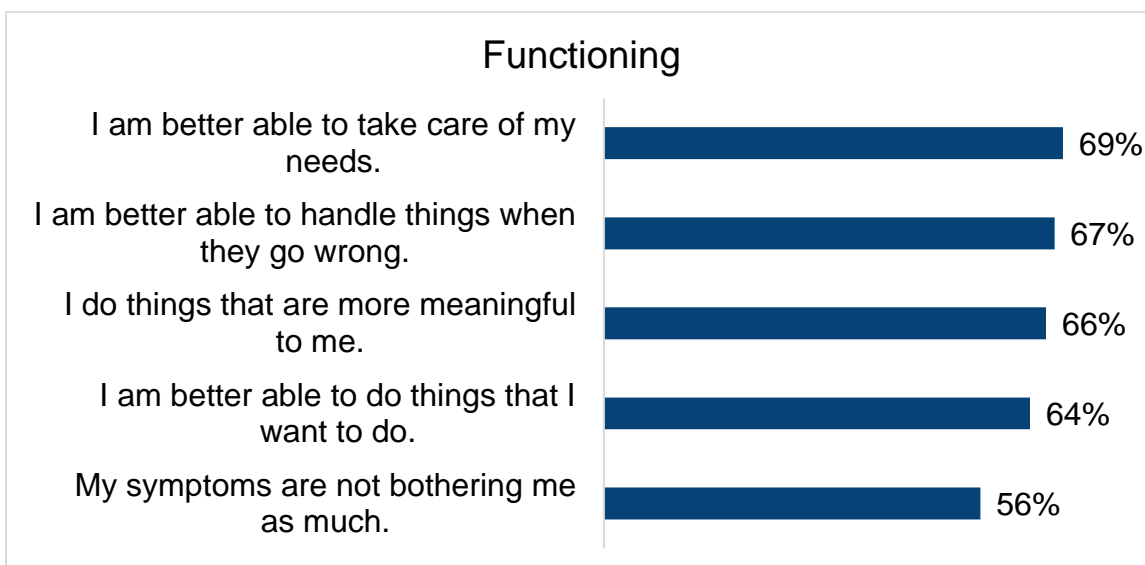 Functioning
I am better able to take care of my
needs.
69%
I am better able to handle things when
they go wrong.
67%
I do things that are more meaningful
to me.
66%
I am better able to do things that I
want to do.
64%
My symptoms are not bothering me
as much.
56%